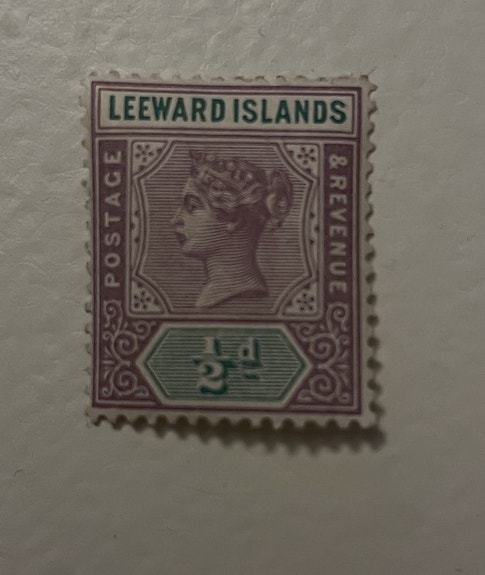 LEEWARD ISLANDS
POSTAGE
& REVENUE
½d